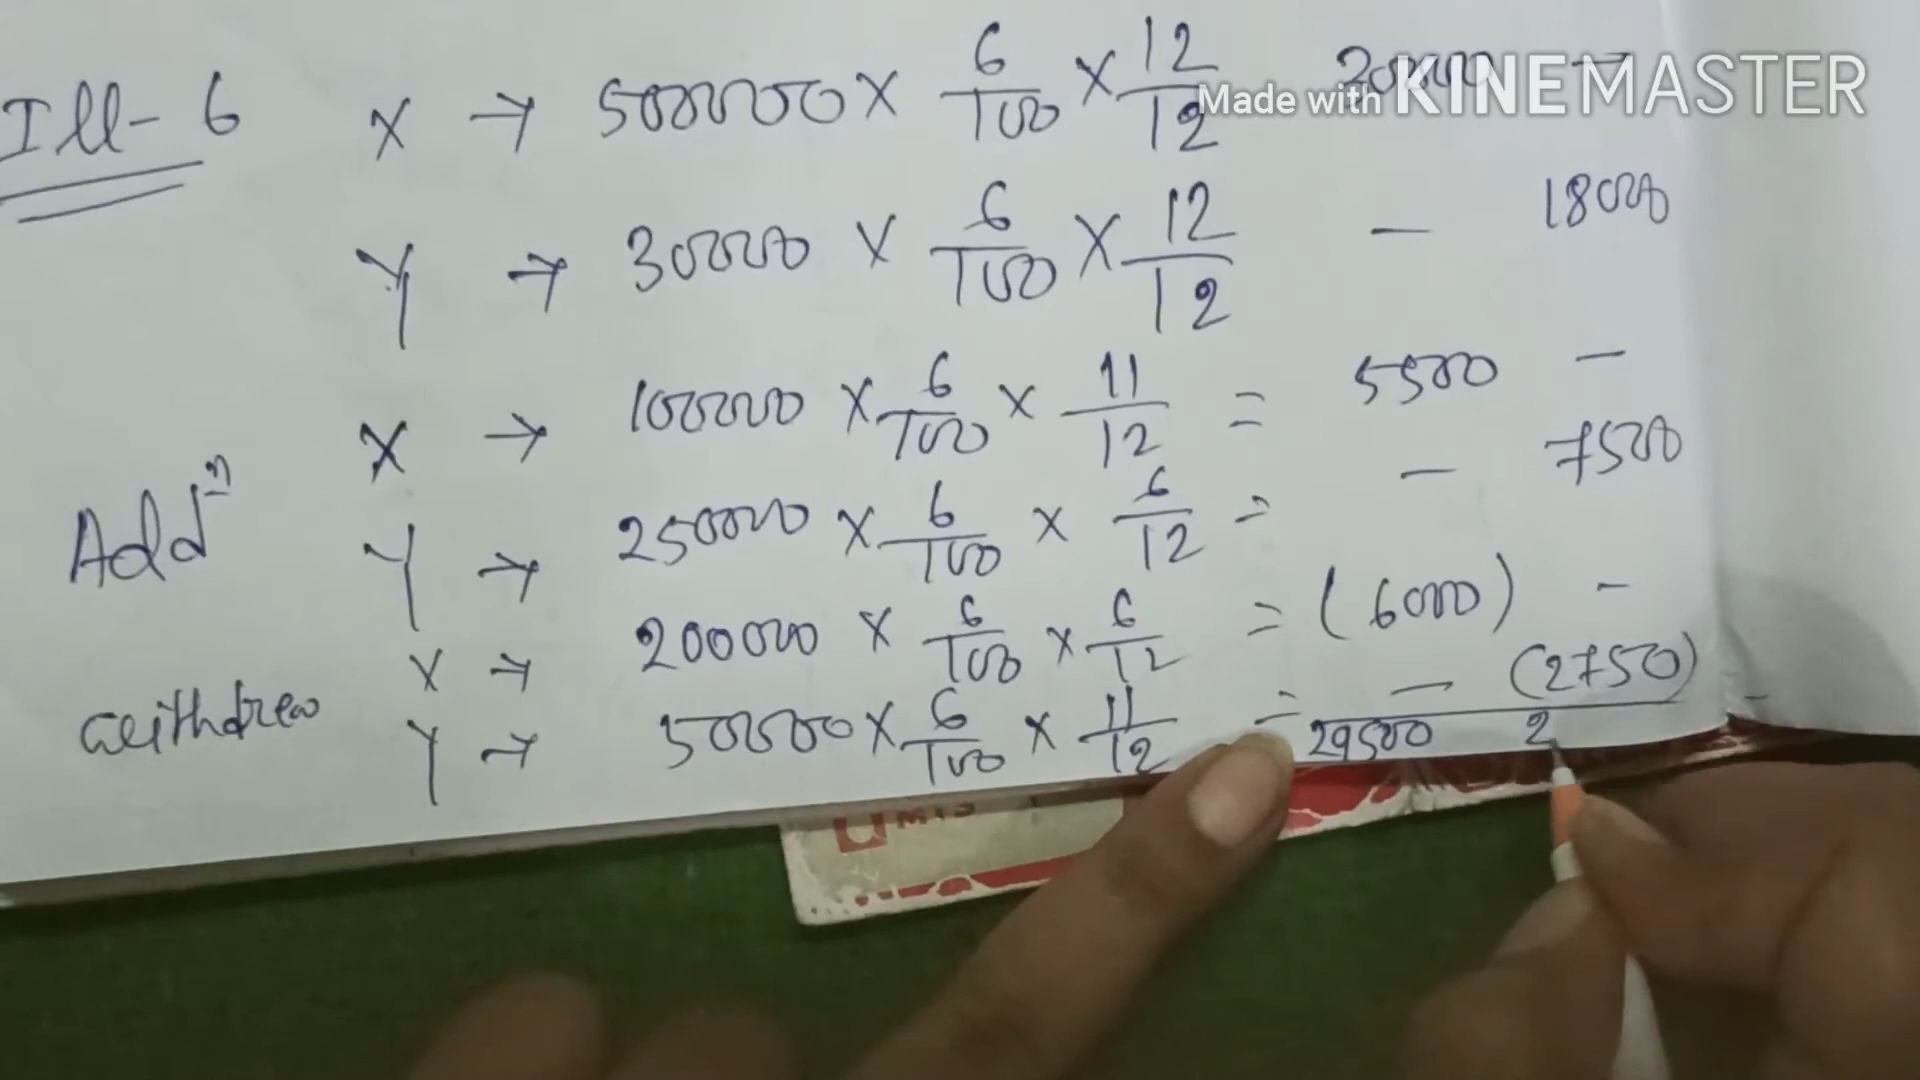 Ill-6 X → 500000 × 6/100 × 12/12 30000 -
Made with KINEMASTER
Y → 300000 × 6/100 × 12/12 - 18000
X → 100000 × 6/100 × 11/12 = 5500 -
Addⁿ Y → 250000 × 6/100 × 6/12 = - 7500
X → 200000 × 6/100 × 6/12 = (6000) -
withdrew Y → 50000 × 6/100 × 11/12 = - (2750)
29500 2